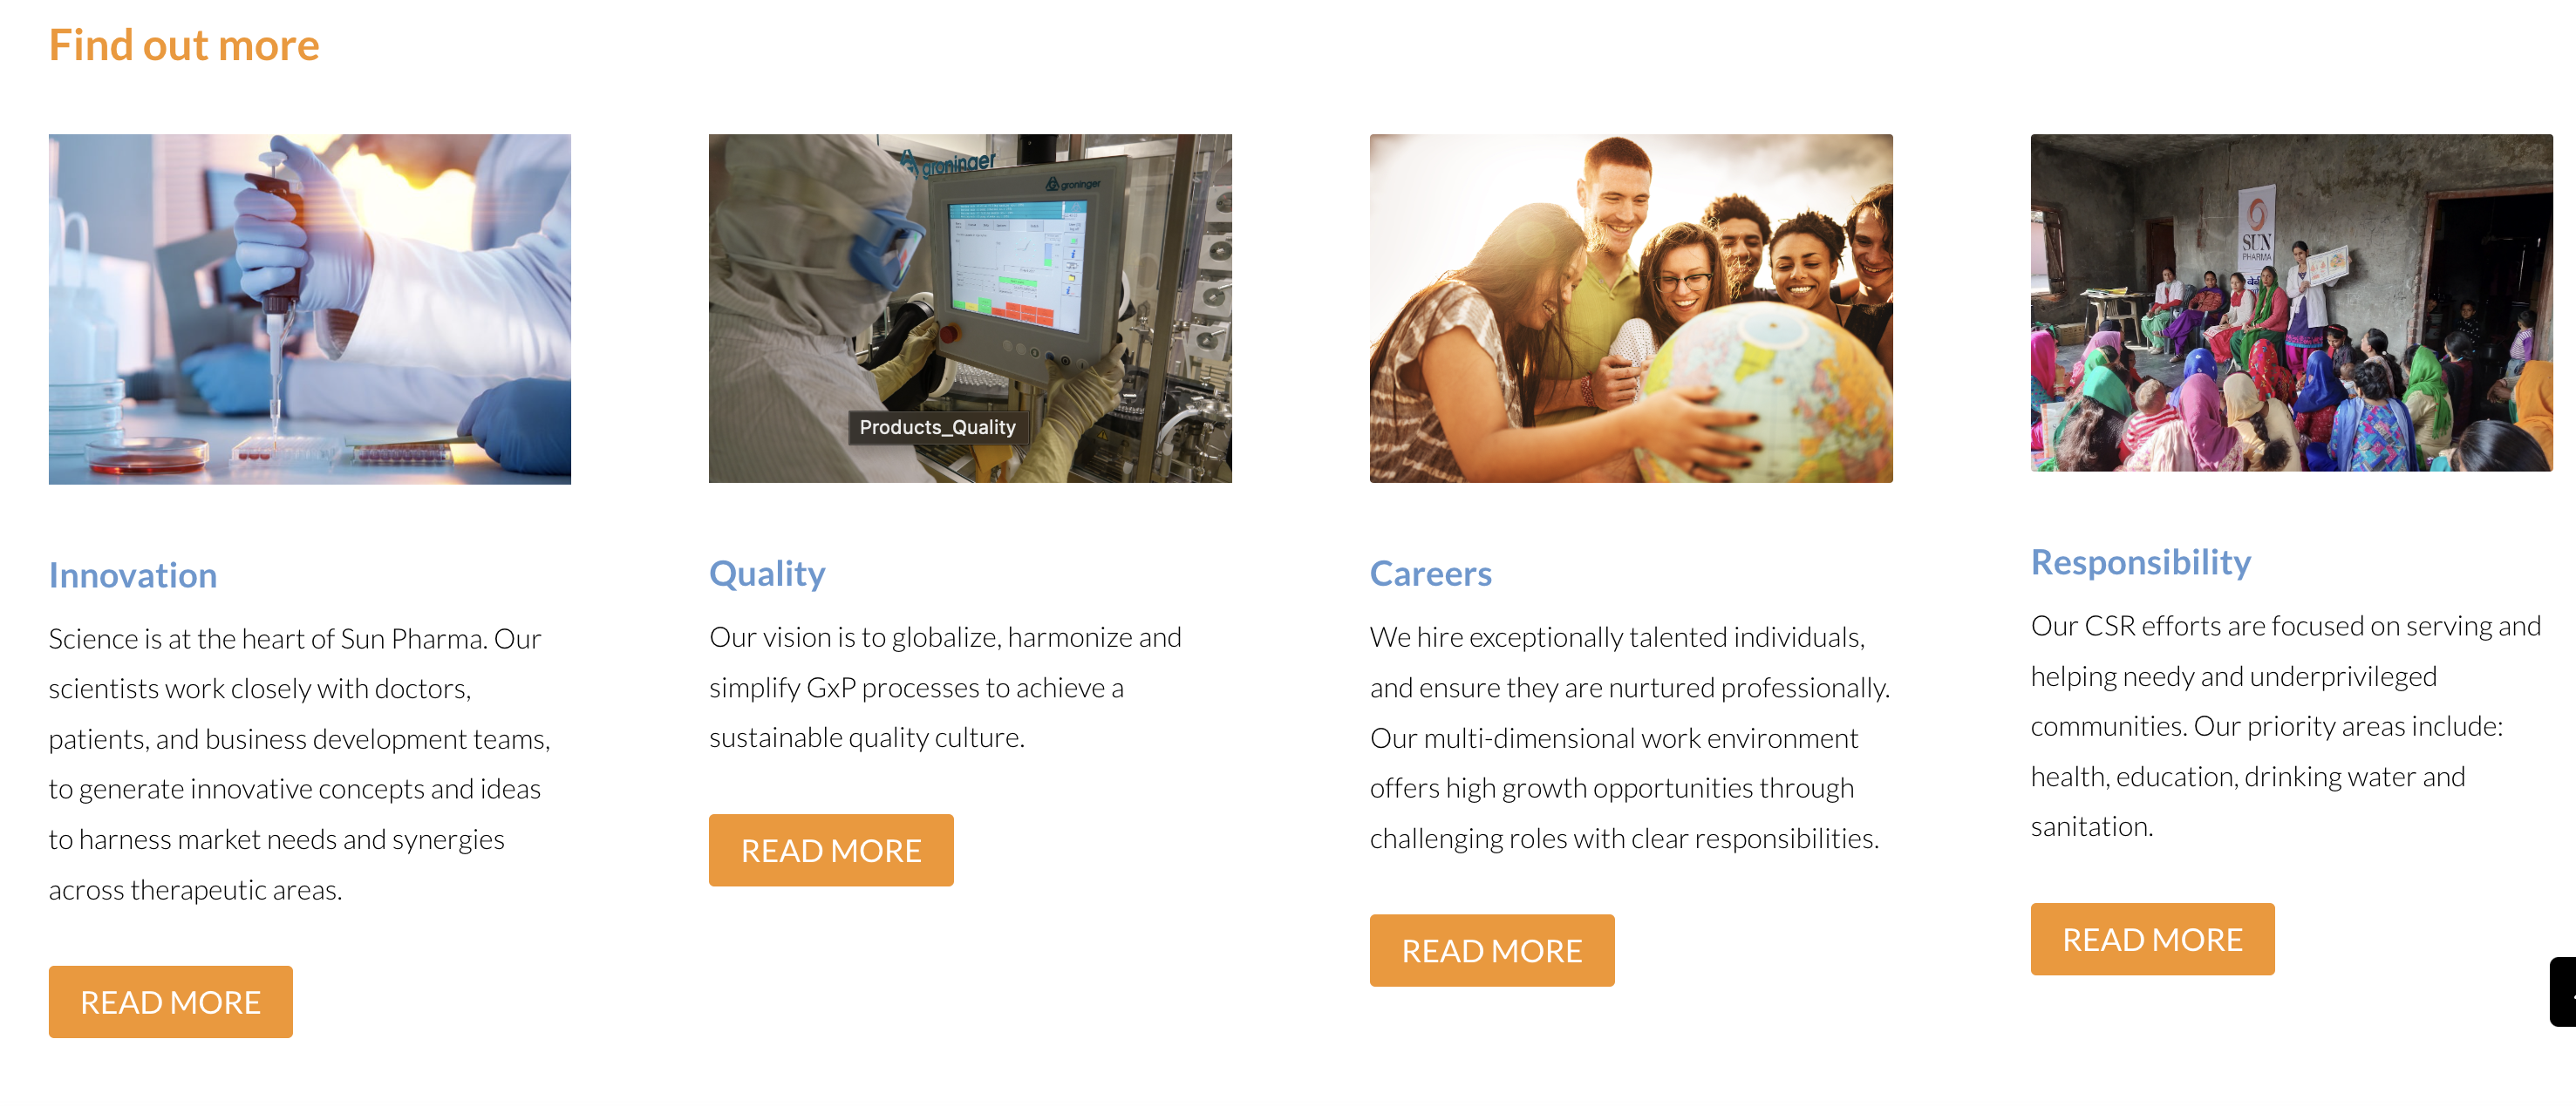 Find out more
groninger
groninger
Products_Quality
SUN
PHARMA
Innovation
Science is at the heart of Sun Pharma. Our
scientists work closely with doctors,
patients, and business development teams,
to generate innovative concepts and ideas
to harness market needs and synergies
across therapeutic areas.
READ MORE
Quality
Our vision is to globalize, harmonize and
simplify GxP processes to achieve a
sustainable quality culture.
READ MORE
Careers
We hire exceptionally talented individuals,
and ensure they are nurtured professionally.
Our multi-dimensional work environment
offers high growth opportunities through
challenging roles with clear responsibilities.
READ MORE
Responsibility
Our CSR efforts are focused on serving and
helping needy and underprivileged
communities. Our priority areas include:
health, education, drinking water and
sanitation.
READ MORE